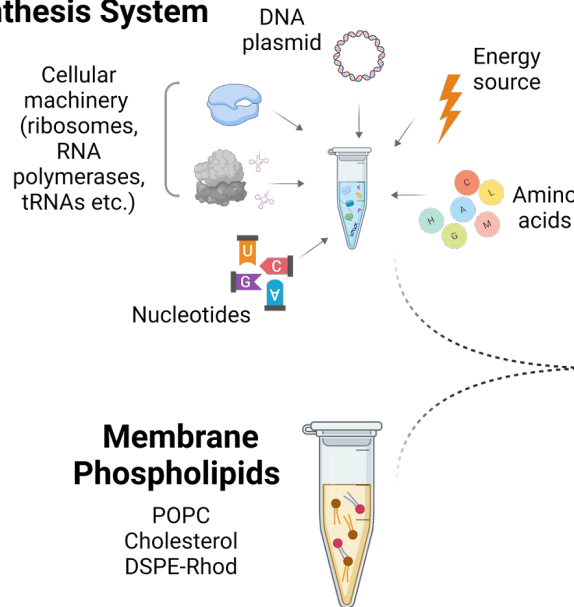 nthesis System
DNA
plasmid
Energy
source
Cellular
machinery
(ribosomes,
RNA
polymerases,
tRNAs etc.)
C
L
A
H
M
G
Amino
acids
U
C
G
A
Nucleotides
Membrane
Phospholipids
POPC
Cholesterol
DSPE-Rhod